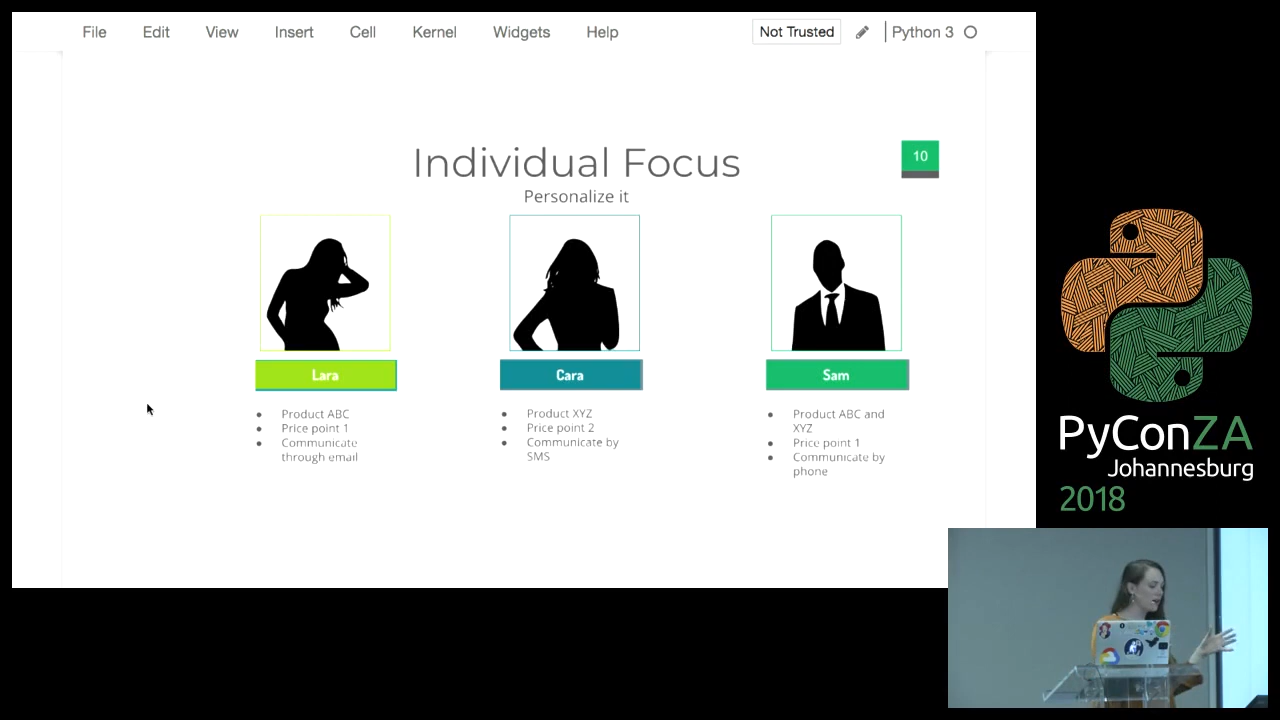 File Edit View Insert Cell Kernel Widgets Help Not Trusted Python 3
Individual Focus
10
Personalize it
Lara
Product ABC
Price point 1
Communicate
through email
Cara
Product XYZ
Price point 2
Communicate by
SMS
Sam
Product ABC and
XYZ
Price point 1
Communicate by
phone
PyConZA
Johannesburg
2018